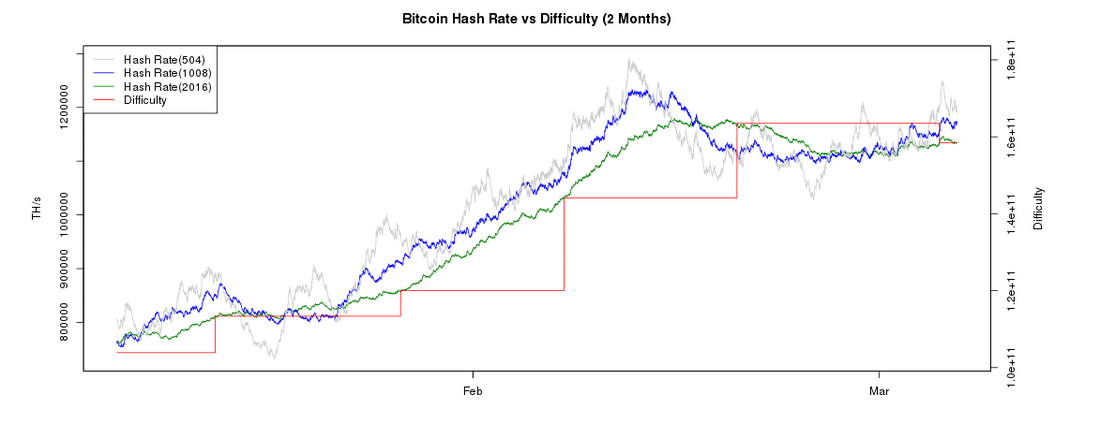 Bitcoin Hash Rate vs Difficulty (2 Months)
Hash Rate(504)
Hash Rate(1008)
Hash Rate(2016)
Difficulty
TH/s
800000
900000
1000000
1200000
1.0e+11
1.2e+11
1.4e+11
1.6e+11
1.8e+11
Difficulty
Feb
Mar